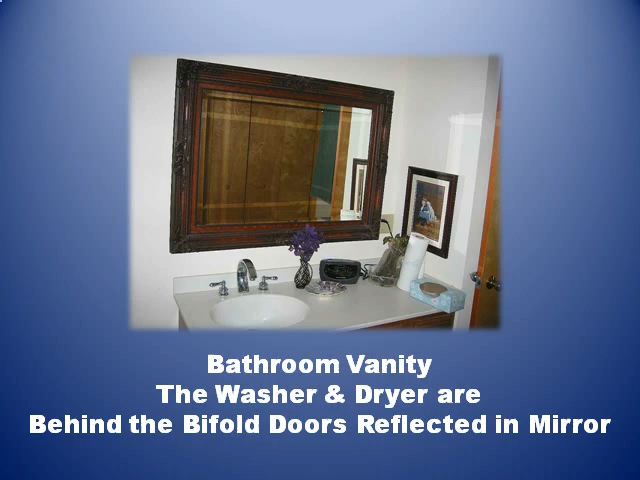 Bathroom Vanity
The Washer & Dryer are
Behind the Bifold Doors Reflected in Mirror